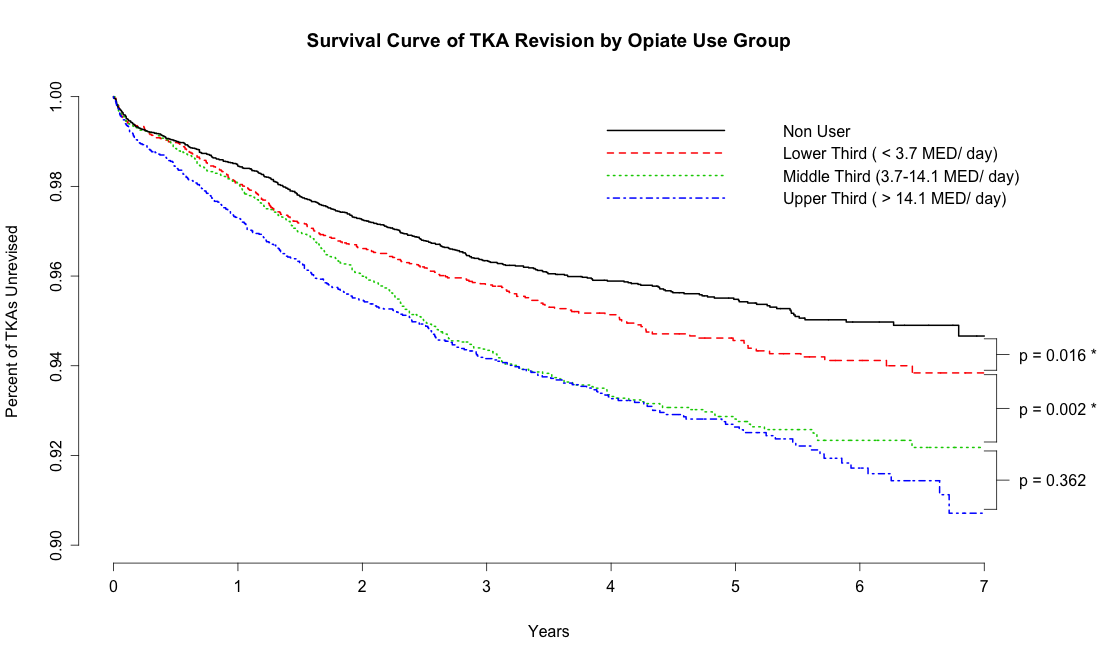 Survival Curve of TKA Revision by Opiate Use Group
Percent of TKAs Unrevised
1.00
0.98
0.96
0.94
0.92
0.90
Non User
Lower Third ( < 3.7 MED/ day)
Middle Third (3.7-14.1 MED/ day)
Upper Third ( > 14.1 MED/ day)
p = 0.016 *
p = 0.002 *
p = 0.362
0 1 2 3 4 5 6 7
Years